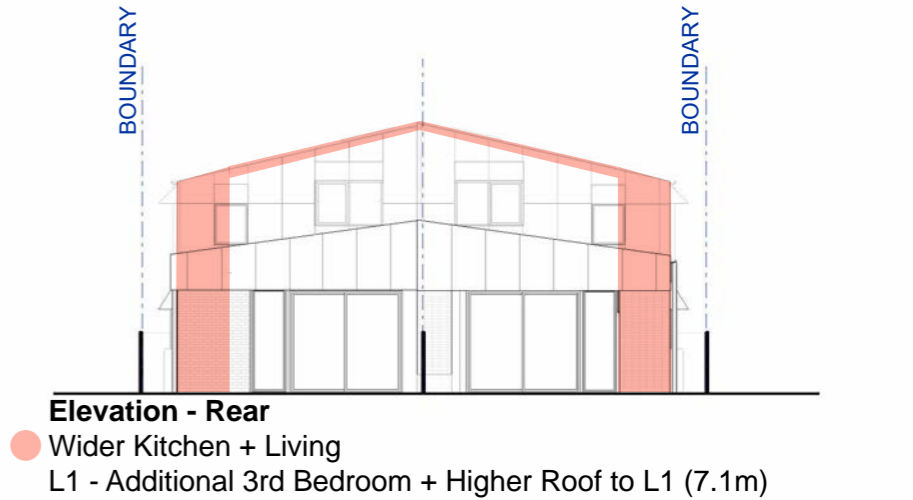 BOUNDARY
BOUNDARY
Elevation - Rear
Wider Kitchen + Living
L1 - Additional 3rd Bedroom + Higher Roof to L1 (7.1m)